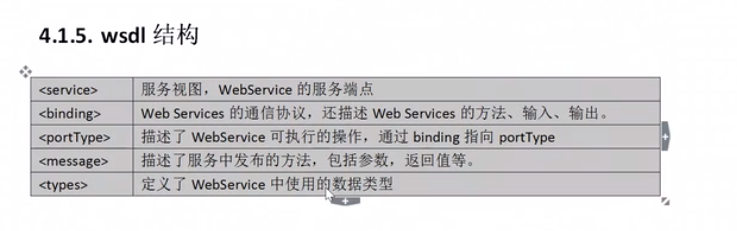 4.1.5. wsdl 结构
<service> 服务视图，WebService 的服务端点
<binding> Web Services 的通信协议，还描述 Web Services 的方法、输入、输出。
<portType> 描述了 WebService 可执行的操作，通过 binding 指向 portType
<message> 描述了服务中发布的方法，包括参数，返回值等。
<types> 定义了 WebService 中使用的数据类型